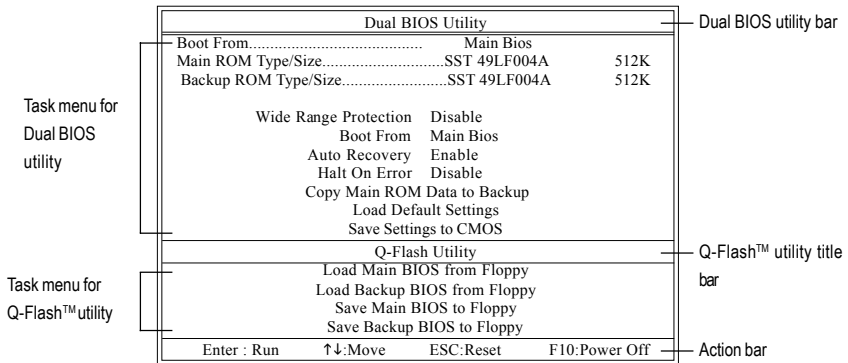 Dual BIOS Utility
Dual BIOS utility bar
Boot From.......................................... Main Bios
Main ROM Type/Size..............................SST 49LF004A 512K
Backup ROM Type/Size..........................SST 49LF004A 512K
Task menu for
Dual BIOS
utility
Wide Range Protection Disable
Boot From Main Bios
Auto Recovery Enable
Halt On Error Disable
Copy Main ROM Data to Backup
Load Default Settings
Save Settings to CMOS
Q-Flash Utility
Q-Flash™ utility title
bar
Task menu for
Q-Flash™utility
Load Main BIOS from Floppy
Load Backup BIOS from Floppy
Save Main BIOS to Floppy
Save Backup BIOS to Floppy
Enter : Run ↑↓:Move ESC:Reset F10:Power Off
Action bar